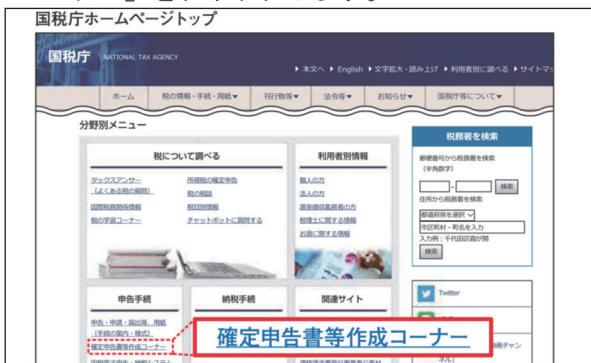 国税庁ホームページトップ
国税庁 NATIONAL TAX AGENCY
本文へ English 文字拡大・読み上げ 利用者別に調べる サイトマッ
ホーム 税の情報・手続・用紙▼ 刊行物等▼ 法令等▼ お知らせ▼ 国税庁等について▼
分野別メニュー
税について調べる
タックスアンサー
（よくある税の質問）
国際税務関係情報
税の学習コーナー
所得税の確定申告
税の相談
税目別情報
チャットボットに質問する
利用者別情報
個人の方
法人の方
源泉徴収義務者の方
税理士に関する情報
お酒に関する情報
税務署を検索
郵便番号から税務署を検索
（半角数字）
- 検索
住所から税務署を検索
都道府県を選択
市区町村・町名を入力
入力例：千代田区霞が関
検索
申告手続
申告・申請・届出等、用紙
（手続の案内・様式）
確定申告書等作成コーナー
納税手続
関連サイト
確定申告書等作成コーナー
Twitter
動画チャン
ネル）